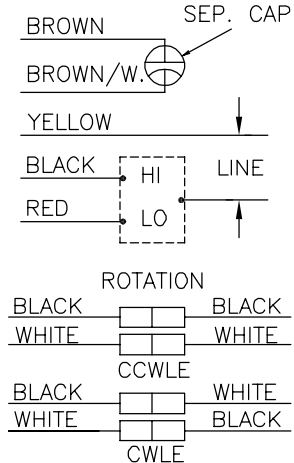 SEP. CAP
BROWN
BROWN/W.
YELLOW
BLACK HI LINE
RED LO
ROTATION
BLACK BLACK
WHITE WHITE
CCWLE
BLACK WHITE
WHITE BLACK
CWLE